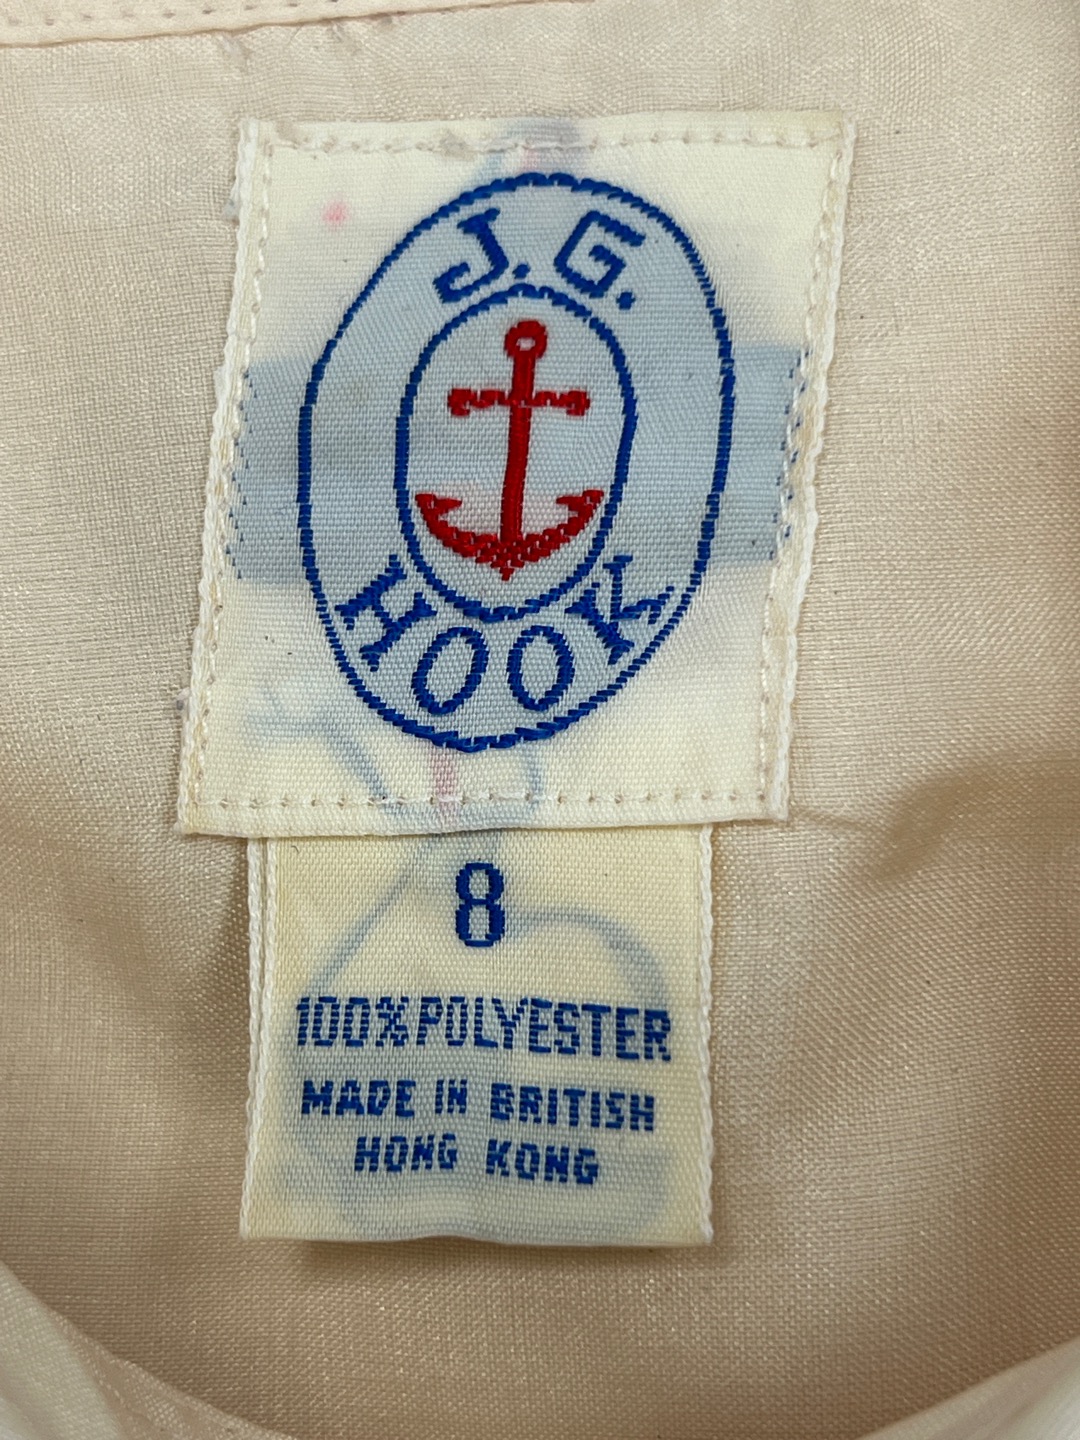 J.G.
HOOK
8
100% POLYESTER
MADE IN BRITISH
HONG KONG